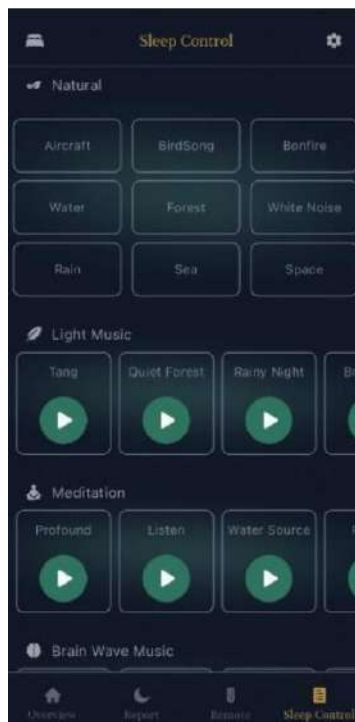 Sleep Control
Natural
Aircraft BirdSong Bonfire
Water Forest White Noise
Rain Sea Space
Light Music
Tang Quiet Forest Rainy Night
Meditation
Profound Listen Water Source
Brain Wave Music
Overview Report Remote Sleep Control